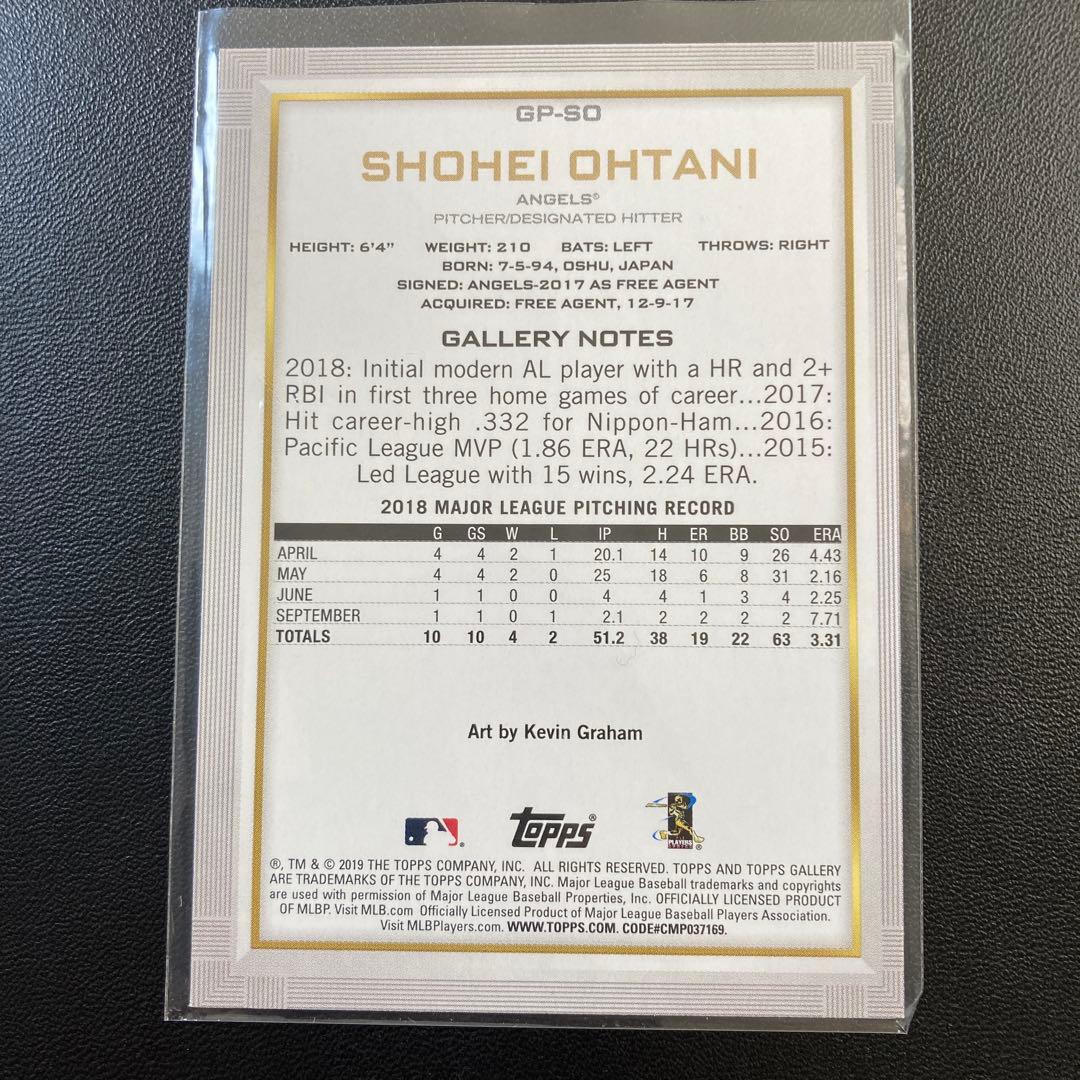 GP-SO
SHOHEI OHTANI
ANGELS®
PITCHER/DESIGNATED HITTER
HEIGHT: 6'4" WEIGHT: 210 BATS: LEFT THROWS: RIGHT
BORN: 7-5-94, OSHU, JAPAN
SIGNED: ANGELS-2017 AS FREE AGENT
ACQUIRED: FREE AGENT, 12-9-17
GALLERY NOTES
2018: Initial modern AL player with a HR and 2+
RBI in first three home games of career...2017:
Hit career-high .332 for Nippon-Ham...2016:
Pacific League MVP (1.86 ERA, 22 HRs)...2015:
Led League with 15 wins, 2.24 ERA.
2018 MAJOR LEAGUE PITCHING RECORD
G GS W L IP H ER BB SO ERA
APRIL 4 4 2 1 20.1 14 10 9 26 4.43
MAY 4 4 2 0 25 18 6 8 31 2.16
JUNE 1 1 0 0 4 4 1 3 4 2.25
SEPTEMBER 1 1 0 1 2.1 2 2 2 2 7.71
TOTALS 10 10 4 2 51.2 38 19 22 63 3.31
Art by Kevin Graham
® Topps® PLAYERS ®
®, TM & © 2019 THE TOPPS COMPANY, INC. ALL RIGHTS RESERVED. TOPPS AND TOPPS GALLERY
ARE TRADEMARKS OF THE TOPPS COMPANY, INC. Major League Baseball trademarks and copyrights
are used with permission of Major League Baseball Properties, Inc. OFFICIALLY LICENSED PRODUCT
OF MLBP. Visit MLB.com Officially Licensed Product of Major League Baseball Players Association.
Visit MLBPlayers.com. WWW.TOPPS.COM. CODE#CMP037169.